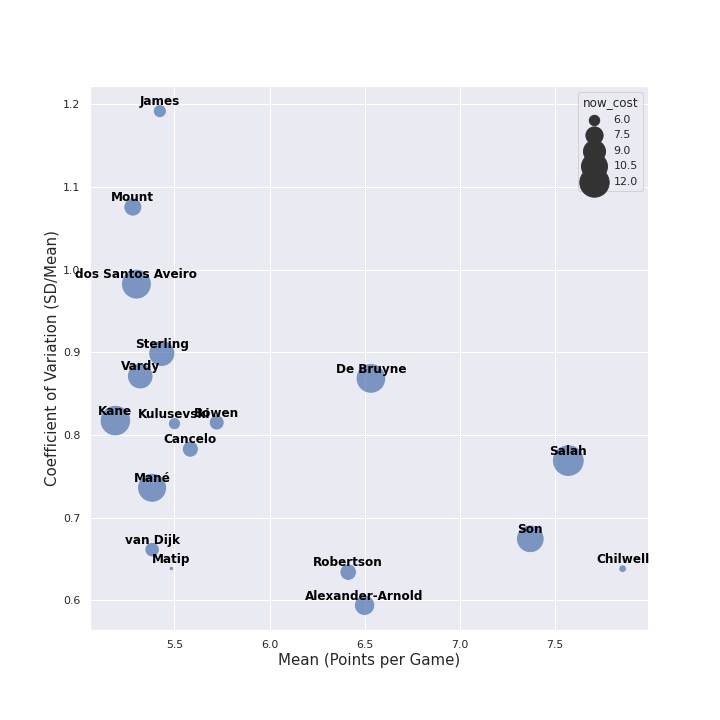 now_cost
6.0
7.5
9.0
10.5
12.0
James
Mount
dos Santos Aveiro
Sterling
Vardy
De Bruyne
Kane
Kulusevski
Bowen
Cancelo
Salah
Mané
Son
van Dijk
Matip
Robertson
Chilwell
Alexander-Arnold
1.2
1.1
1.0
0.9
0.8
0.7
0.6
Coefficient of Variation (SD/Mean)
5.5
6.0
6.5
7.0
7.5
Mean (Points per Game)